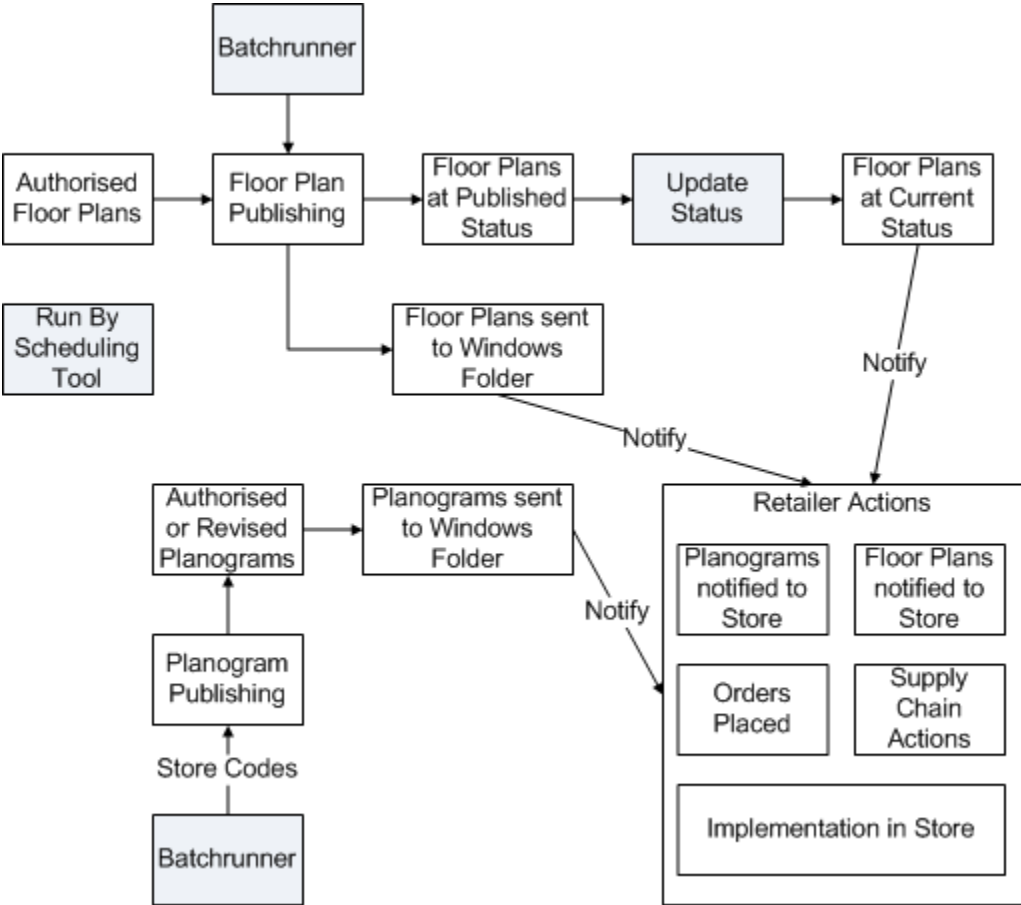 Batchrunner
Authorised
Floor Plans
Floor Plan
Publishing
Floor Plans
at Published
Status
Update
Status
Floor Plans
at Current
Status
Run By
Scheduling
Tool
Floor Plans sent
to Windows
Folder
Notify
Notify
Authorised
or Revised
Planograms
Planograms sent
to Windows
Folder
Notify
Planogram
Publishing
Store Codes
Batchrunner
Retailer Actions
Planograms
notified to
Store
Floor Plans
notified to
Store
Orders
Placed
Supply
Chain
Actions
Implementation in Store